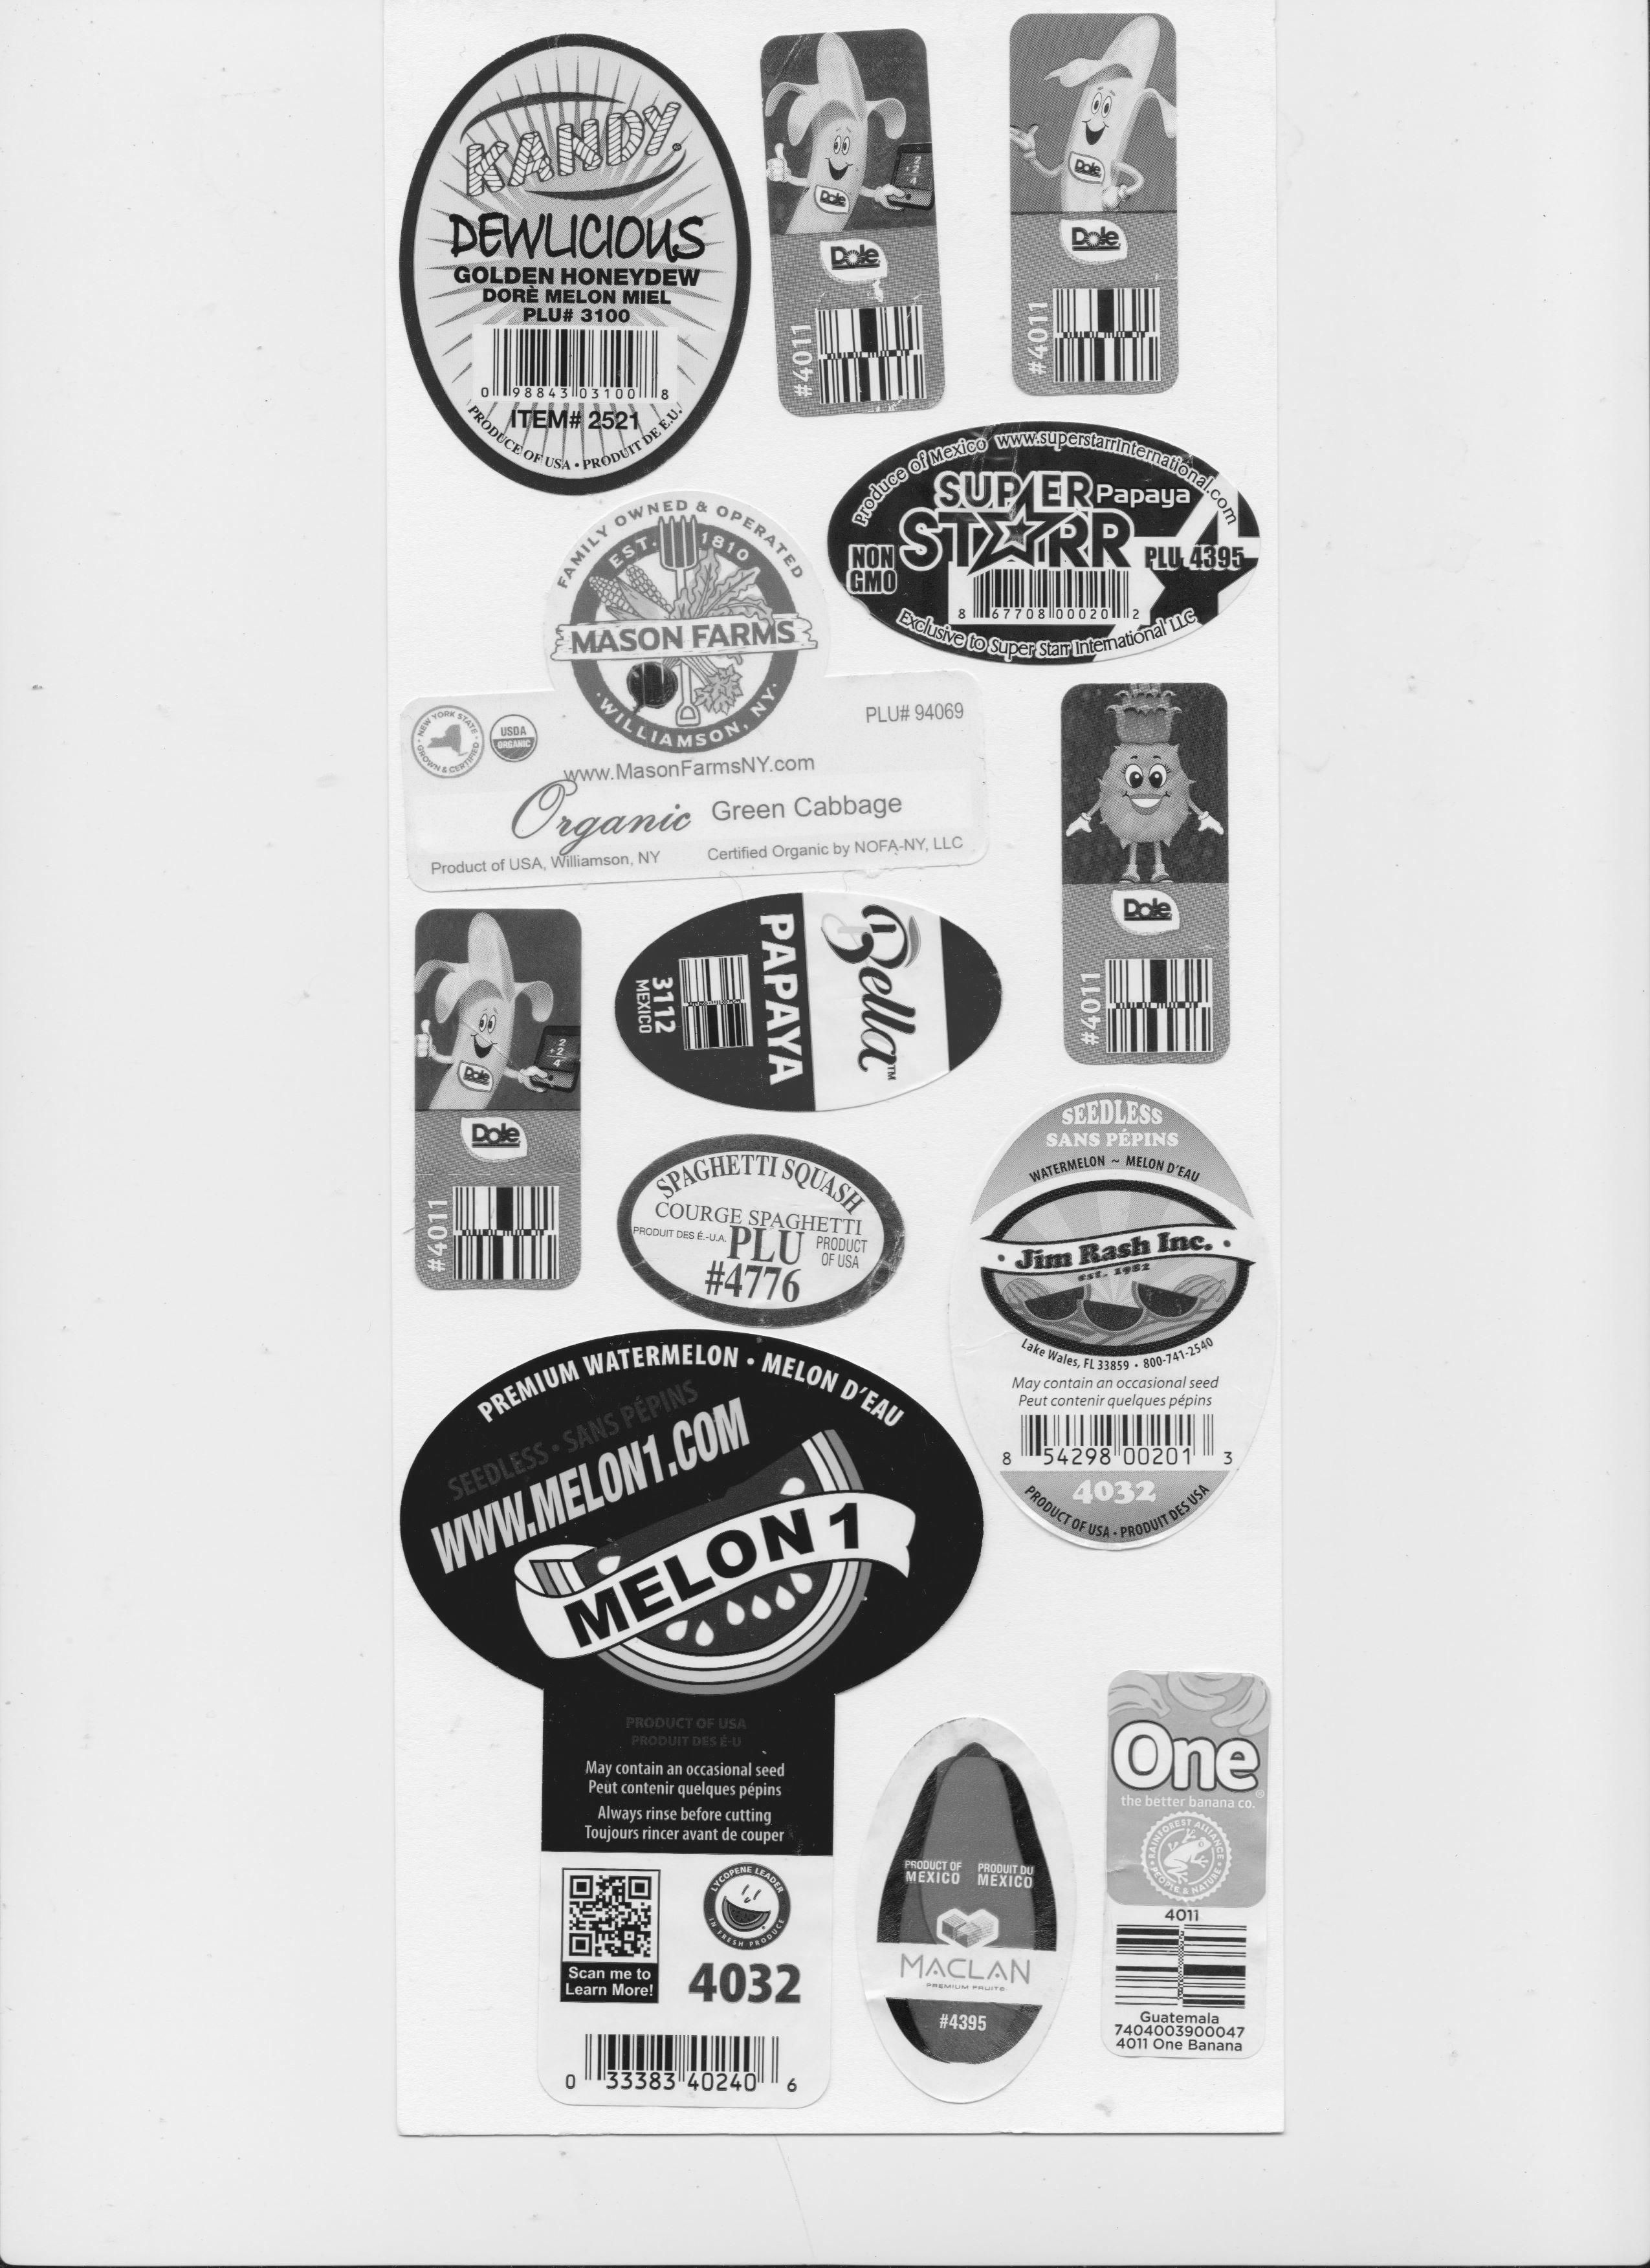 KANDY®
DEWLICIOUS
GOLDEN HONEYDEW
DORÈ MELON MIEL
PLU# 3100
0 98843 03100 8
ITEM# 2521
PRODUCE OF USA • PRODUIT DE E.U.
2
+2
4
Dole
Dole
#4011
Dole
Dole
#4011
Produce of Mexico www.superstarrinternational.com
SUPER Papaya
STARR
NON
GMO
PLU 4395
8 67708 00020 2
Exclusive to Super Starr International LLC
FAMILY OWNED & OPERATED
EST. 1810
MASON FARMS
• WILLIAMSON, NY •
NEW YORK STATE
GROWN & CERTIFIED
USDA
ORGANIC
PLU# 94069
www.MasonFarmsNY.com
Organic Green Cabbage
Product of USA, Williamson, NY Certified Organic by NOFA-NY, LLC
Dole
#4011
2
+2
4
Dole
Dole
#4011
Bella™
PAPAYA
3112
MEXICO
SPAGHETTI SQUASH
COURGE SPAGHETTI
PRODUIT DES É.-U.A.
PLU
#4776
PRODUCT
OF USA
SEEDLESS
SANS PÉPINS
WATERMELON ~ MELON D'EAU
• Jim Rash Inc. •
est. 1982
Lake Wales, FL 33859 • 800-741-2540
May contain an occasional seed
Peut contenir quelques pépins
8 54298 00201 3
4032
PRODUCT OF USA • PRODUIT DES USA
PREMIUM WATERMELON • MELON D'EAU
SEEDLESS • SANS PÉPINS
WWW.MELON1.COM
MELON 1
PRODUCT OF USA
PRODUIT DES É-U
May contain an occasional seed
Peut contenir quelques pépins
Always rinse before cutting
Toujours rincer avant de couper
Scan me to
Learn More!
LYCOPENE LEADER
IN FRESH PRODUCE
4032
0 33383 40240 6
PRODUCT OF
MEXICO
PRODUIT DU
MEXICO
MACLAN
PREMIUM FRUITS
#4395
One®
the better banana co.
RAINFOREST ALLIANCE
• PEOPLE & NATURE •
4011
Guatemala
7404003900047
4011 One Banana